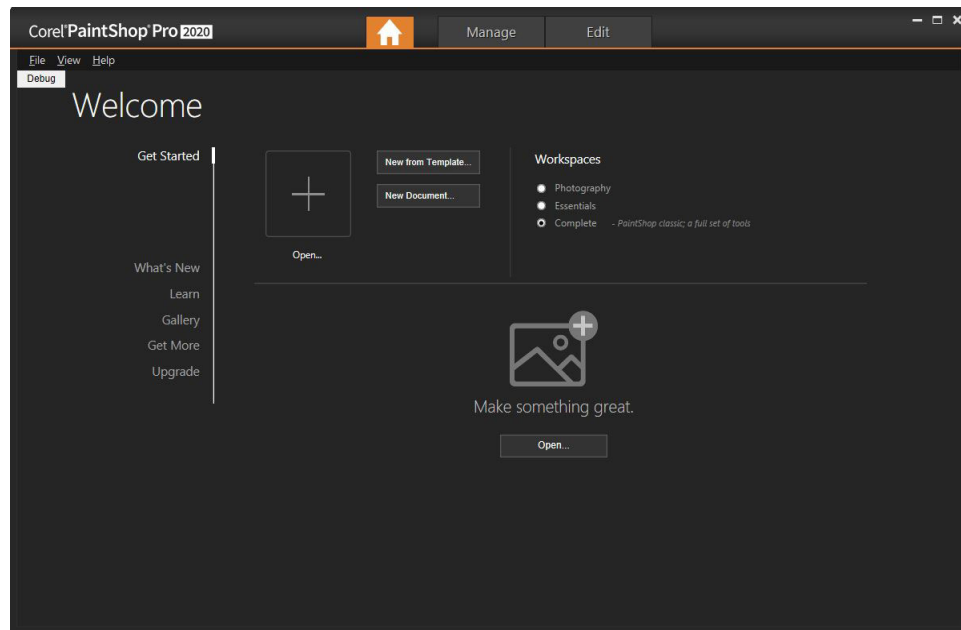 Corel® PaintShop® Pro 2020
Manage
Edit
File View Help
Debug
Welcome
Get Started
What's New
Learn
Gallery
Get More
Upgrade
Open...
New from Template...
New Document...
Workspaces
Photography
Essentials
Complete - PaintShop classic; a full set of tools
Make something great.
Open...